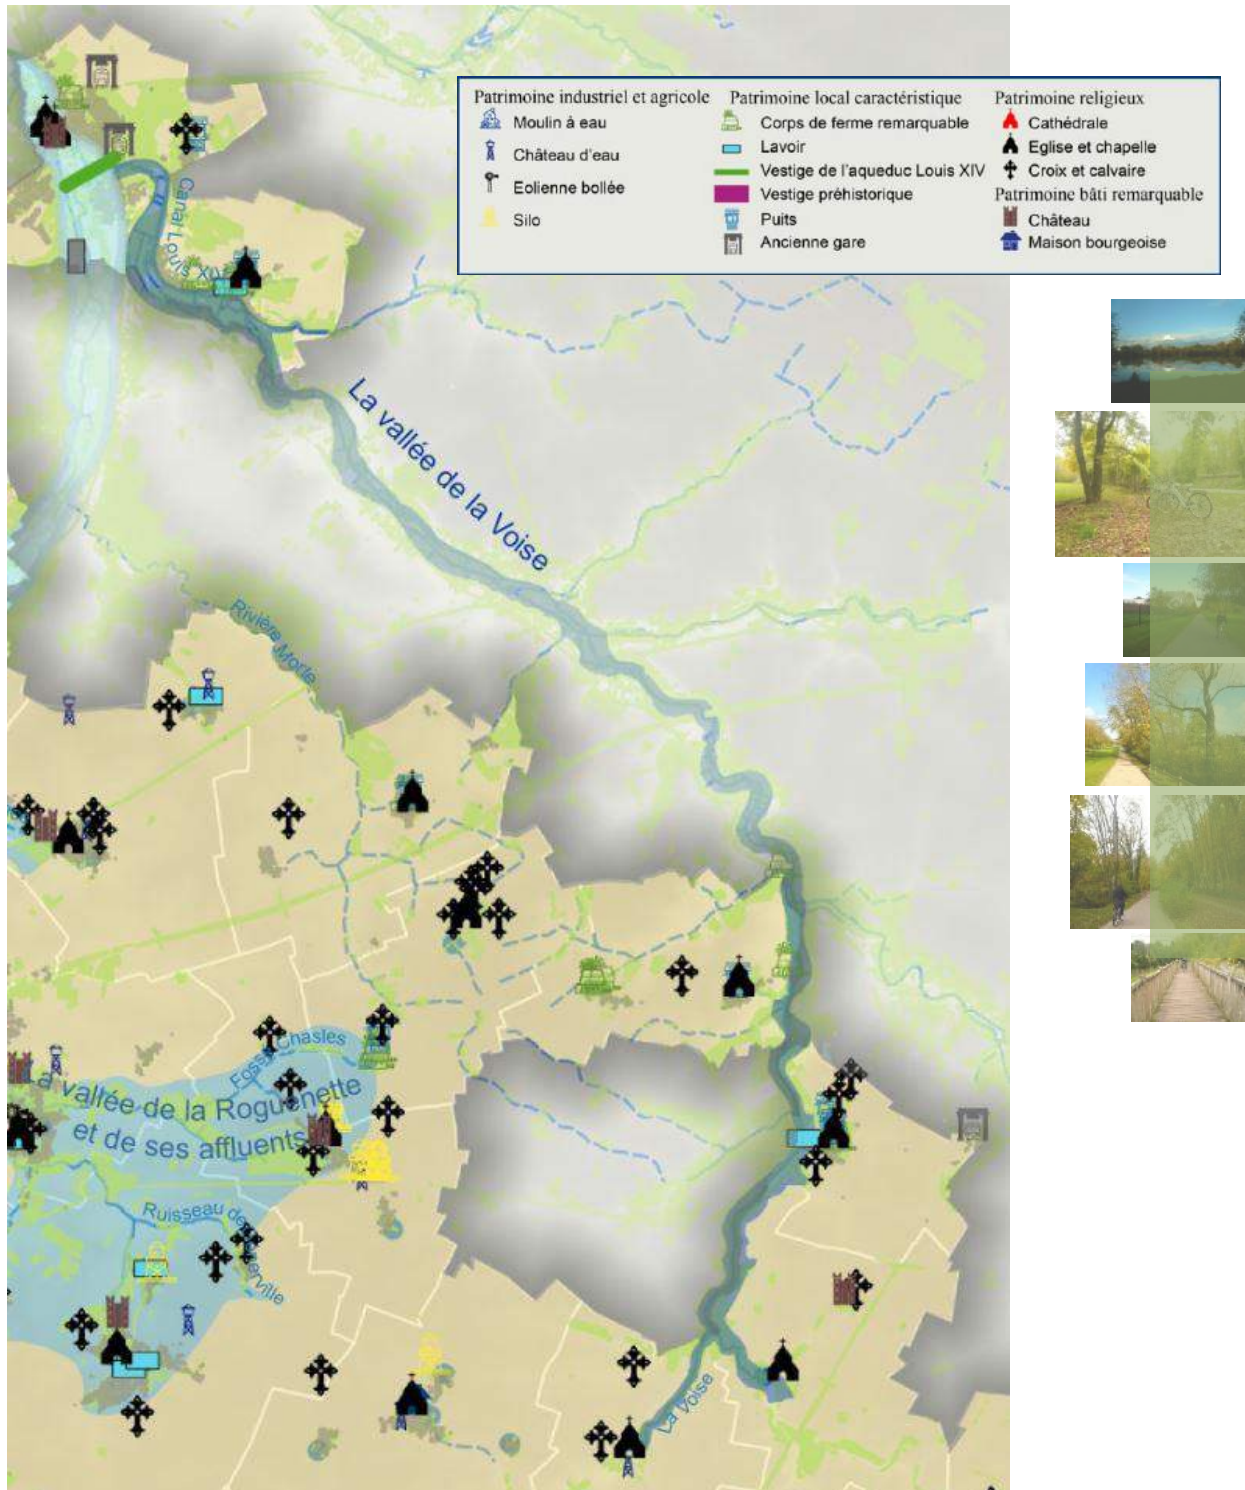 Patrimoine industriel et agricole
Moulin à eau
Château d'eau
Eolienne bollée
Silo
Patrimoine local caractéristique
Corps de ferme remarquable
Lavoir
Vestige de l'aqueduc Louis XIV
Vestige préhistorique
Puits
Ancienne gare
Patrimoine religieux
Cathédrale
Eglise et chapelle
Croix et calvaire
Patrimoine bâti remarquable
Château
Maison bourgeoise
Canal Louis XIV
La vallée de la Voise
Rivière Morte
Fossé Chasles
La vallée de la Roguenette
et de ses affluents
Ruisseau de
La Voise